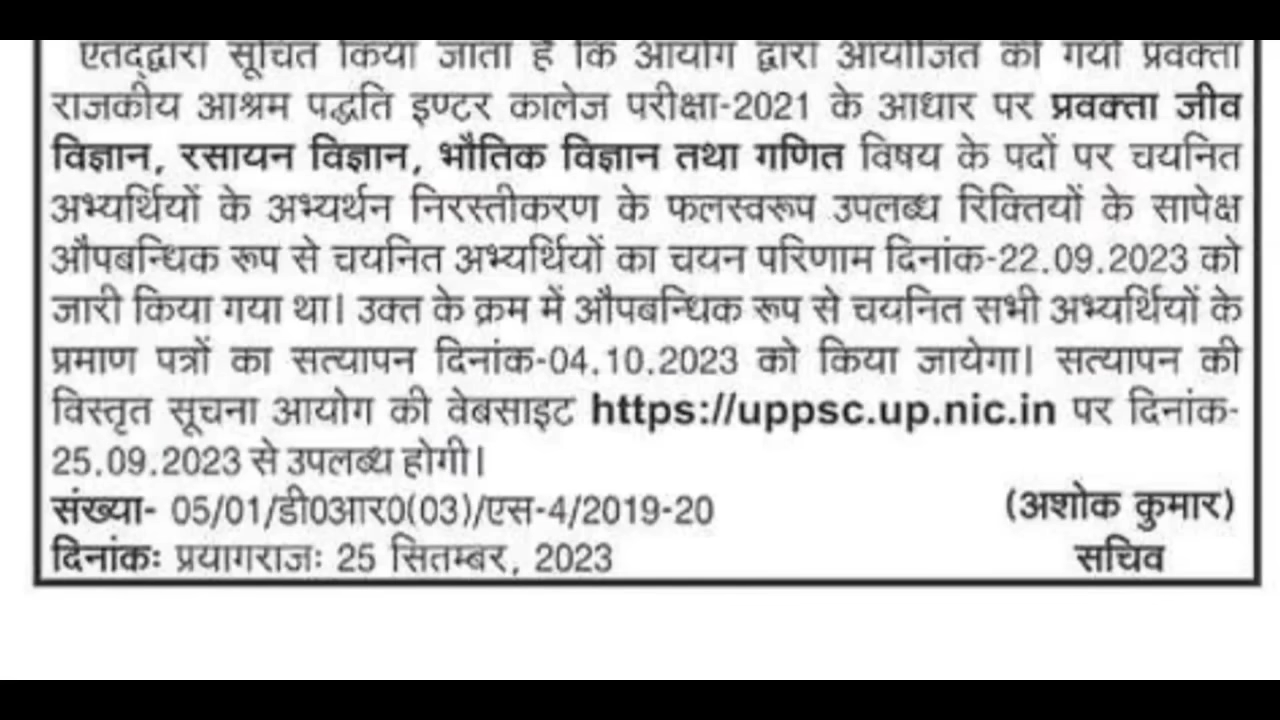 एतद्द्वारा सूचित किया जाता है कि आयोग द्वारा आयोजित की गयी प्रवक्ता
राजकीय आश्रम पद्धति इण्टर कालेज परीक्षा-2021 के आधार पर प्रवक्ता जीव
विज्ञान, रसायन विज्ञान, भौतिक विज्ञान तथा गणित विषय के पदों पर चयनित
अभ्यर्थियों के अभ्यर्थन निरस्तीकरण के फलस्वरूप उपलब्ध रिक्तियों के सापेक्ष
औपबन्धिक रूप से चयनित अभ्यर्थियों का चयन परिणाम दिनांक-22.09.2023 को
जारी किया गया था। उक्त के क्रम में औपबन्धिक रूप से चयनित सभी अभ्यर्थियों के
प्रमाण पत्रों का सत्यापन दिनांक-04.10.2023 को किया जायेगा। सत्यापन की
विस्तृत सूचना आयोग की वेबसाइट https://uppsc.up.nic.in पर दिनांक-
25.09.2023 से उपलब्ध होगी।
संख्या- 05/01/डी0आर0(03)/एस-4/2019-20 (अशोक कुमार)
दिनांकः प्रयागराजः 25 सितम्बर, 2023 सचिव